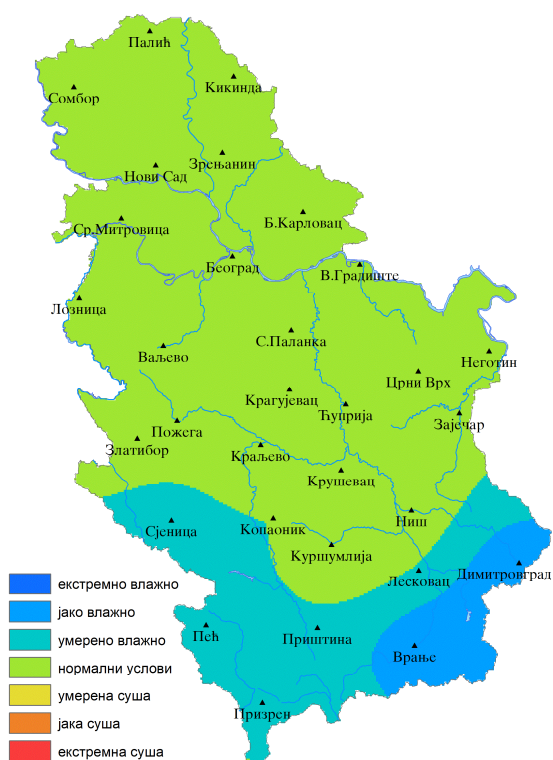 Палић
Кикинда
Сомбор
Зрењанин
Нови Сад
Б.Карловац
Ср.Митровица
Београд
В.Градиште
Лозница
С.Паланка
Ваљево
Неготин
Црни Врх
Крагујевац
Ћуприја
Зајечар
Пожега
Златибор
Краљево
Крушевац
Ниш
Копаоник
Сјеница
Куршумлија
Лесковац
Димитровград
Пећ
Приштина
Врање
Призрен
екстремно влажно
јако влажно
умерено влажно
нормални услови
умерена суша
јака суша
екстремна суша